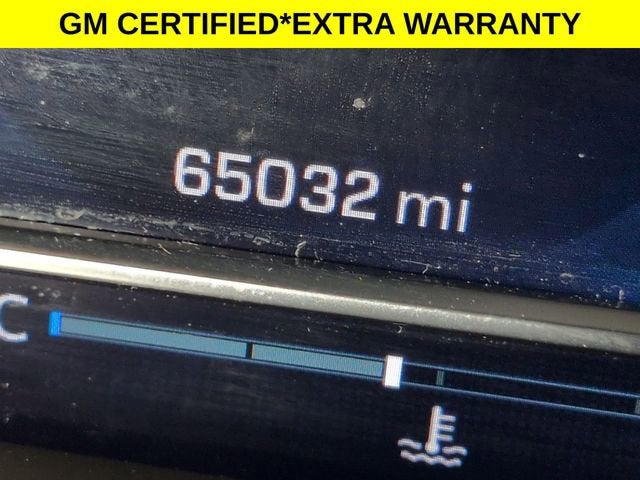 GM CERTIFIED*EXTRA WARRANTY
65032 mi
C